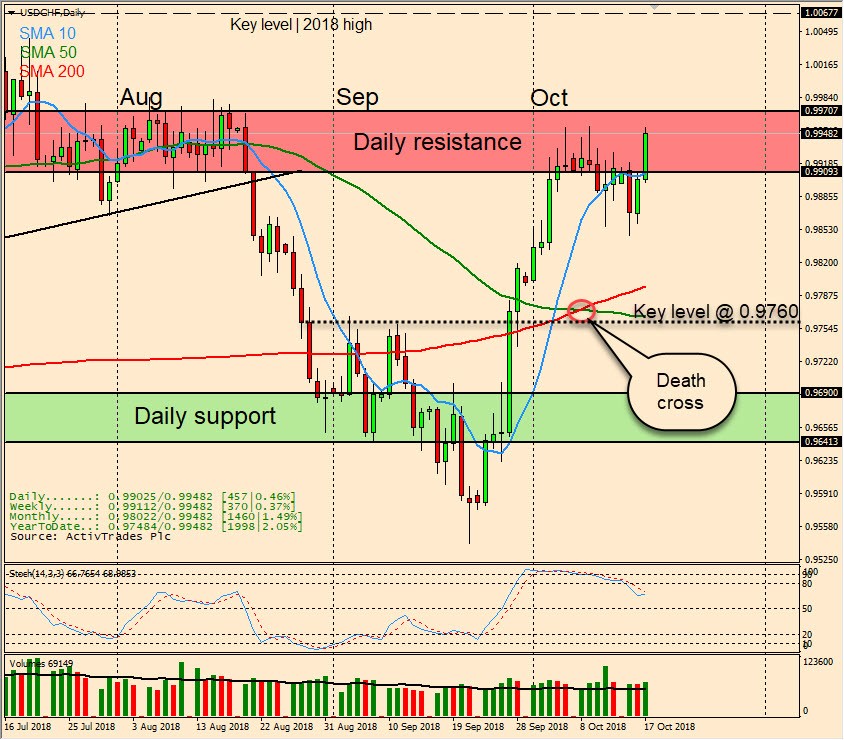 USDCHF,Daily
SMA 10
SMA 50
SMA 200
Key level | 2018 high
Aug
Sep
Oct
Daily resistance
Key level @ 0.9760
Death
cross
Daily support
Daily......: 0.99025/0.99482 [457|0.46%]
Weekly.....: 0.99112/0.99482 [370|0.37%]
Monthly....: 0.98022/0.99482 [1460|1.49%]
YearToDate..: 0.97484/0.99482 [1998|2.05%]
Source: ActivTrades Plc
1.00677
1.00495
1.00165
0.99840
0.99707
0.99482
0.99185
0.99093
0.98855
0.98530
0.98200
0.97875
0.97545
0.97220
0.96900
0.96565
0.96413
0.96235
0.95910
0.95580
0.95250
Stoch(14,3,3) 66.7654 68.9853
100
80
50
20
Volumes 69149
123600
0
16 Jul 2018
25 Jul 2018
3 Aug 2018
13 Aug 2018
22 Aug 2018
31 Aug 2018
10 Sep 2018
19 Sep 2018
28 Sep 2018
8 Oct 2018
17 Oct 2018